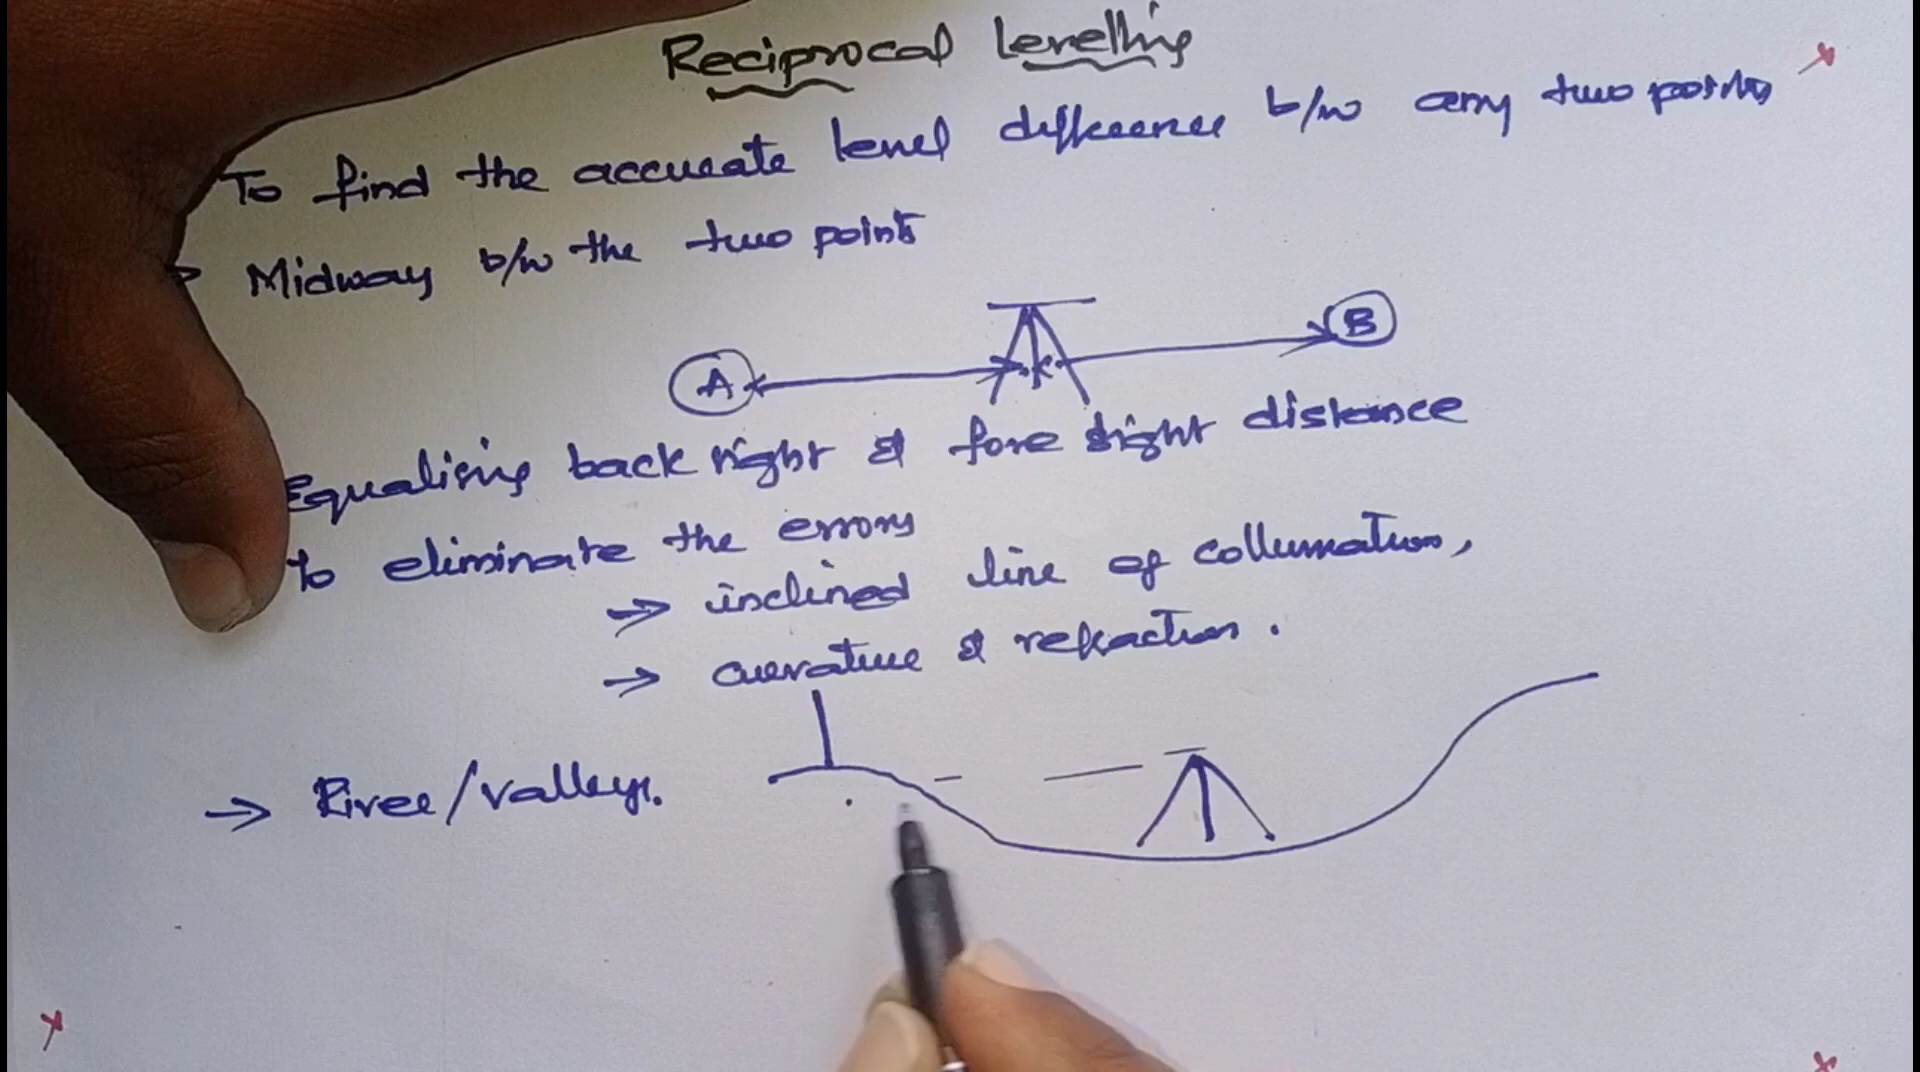 Reciprocal Levelling
To find the accurate level difference b/w any two points
Midway b/w the two points
A
B
Equalising back sight & fore sight distance
to eliminate the errors
→ inclined line of collimation,
→ curvature & refraction.
→ River/valleys.